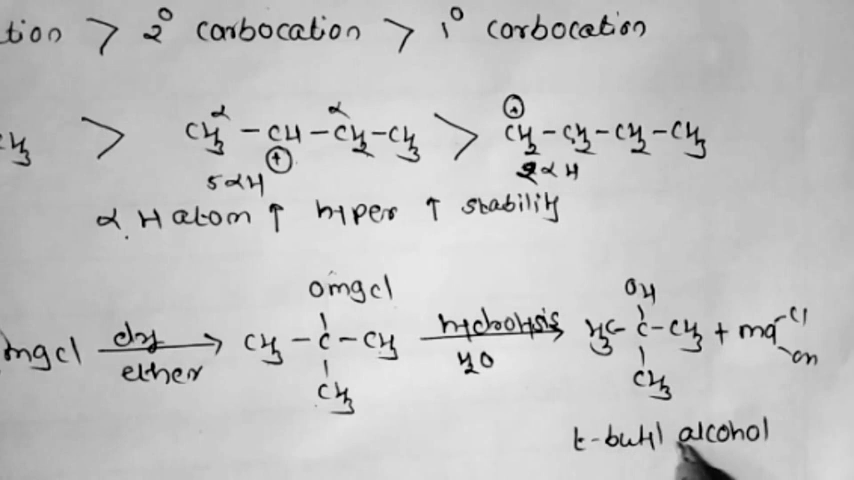 tion > 2° carbocation > 1° carbocation
CH3 > CH3 - CH - CH2 - CH3 > CH2 - CH2 - CH2 - CH3
α α ⊕ ⊕
5αH 2αH
α H atom ↑ hyper ↑ stability
omgcl OH
mgcl dry ether → CH3 - C - CH3 hydrolysis H2O → H3C - C - CH3 + mg Cl OH
CH3 CH3
t-butyl alcohol